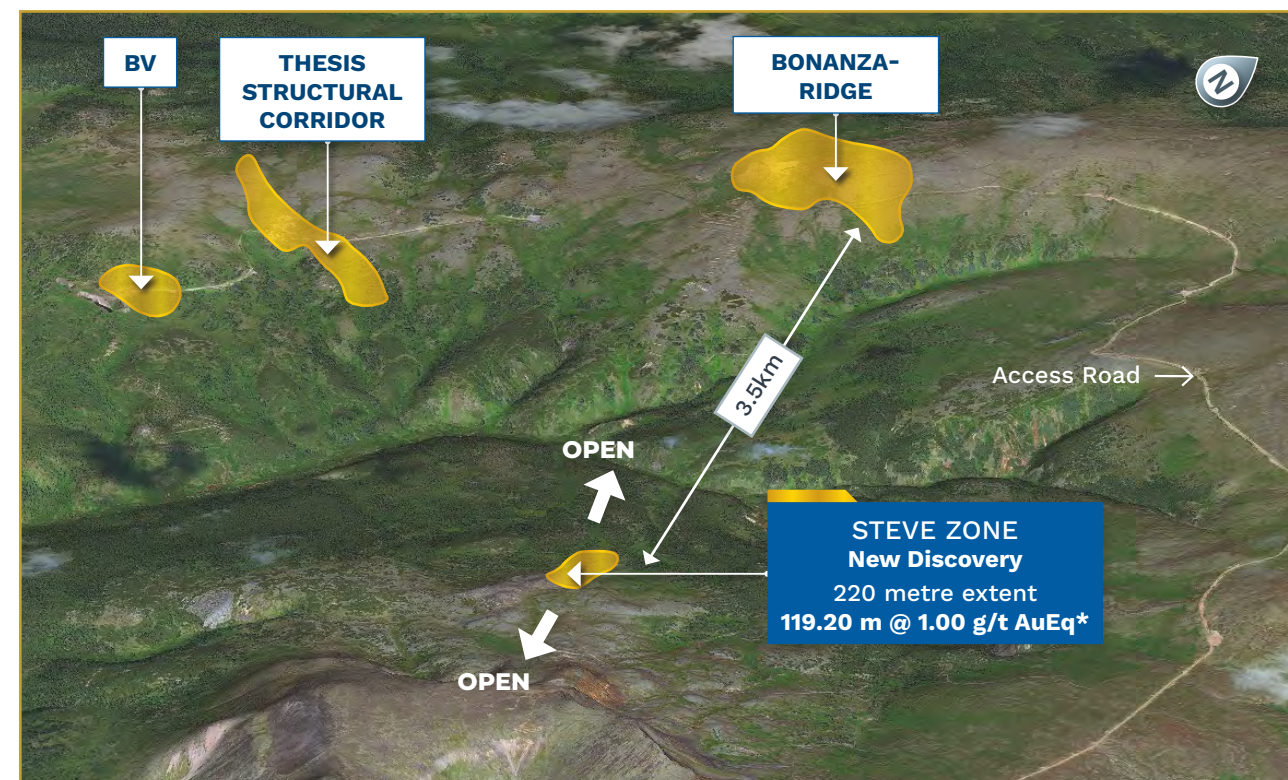 BV
THESIS
STRUCTURAL
CORRIDOR
BONANZA-
RIDGE
N
3.5km
Access Road
OPEN
STEVE ZONE
New Discovery
220 metre extent
119.20 m @ 1.00 g/t AuEq*
OPEN